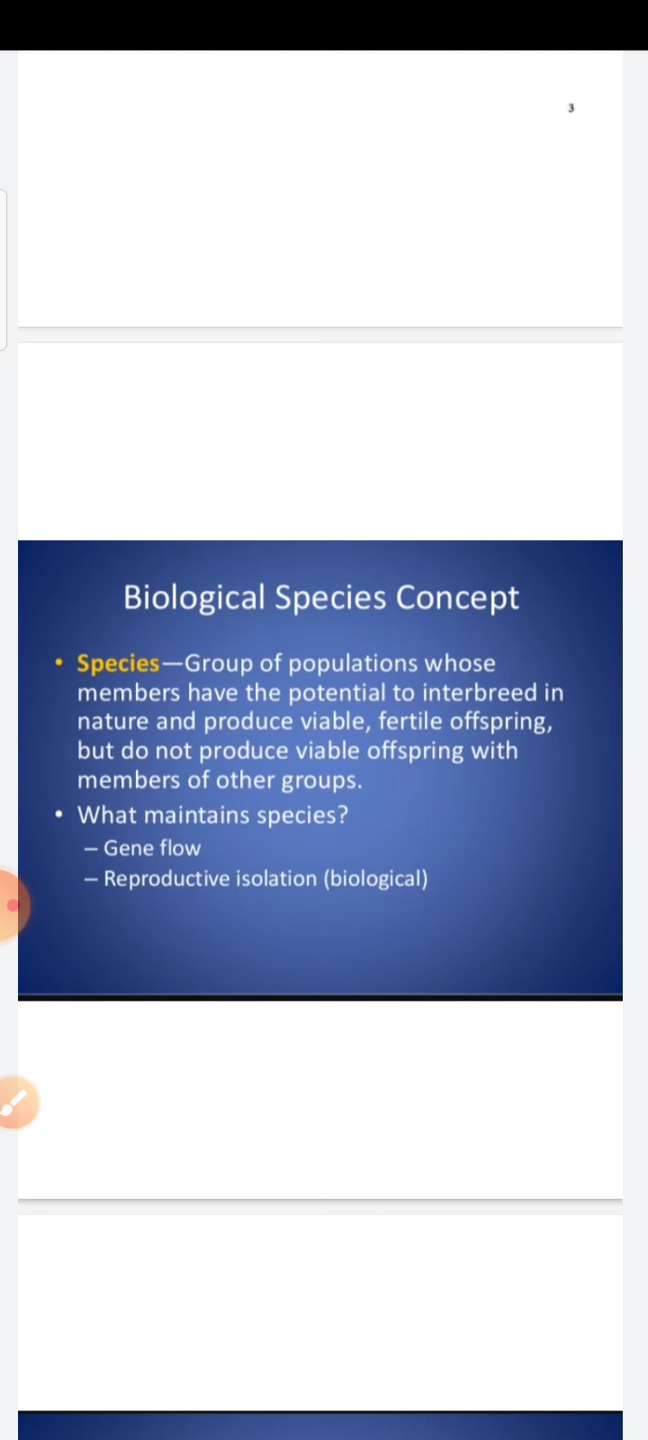 3
Biological Species Concept
• Species—Group of populations whose
members have the potential to interbreed in
nature and produce viable, fertile offspring,
but do not produce viable offspring with
members of other groups.
• What maintains species?
– Gene flow
– Reproductive isolation (biological)